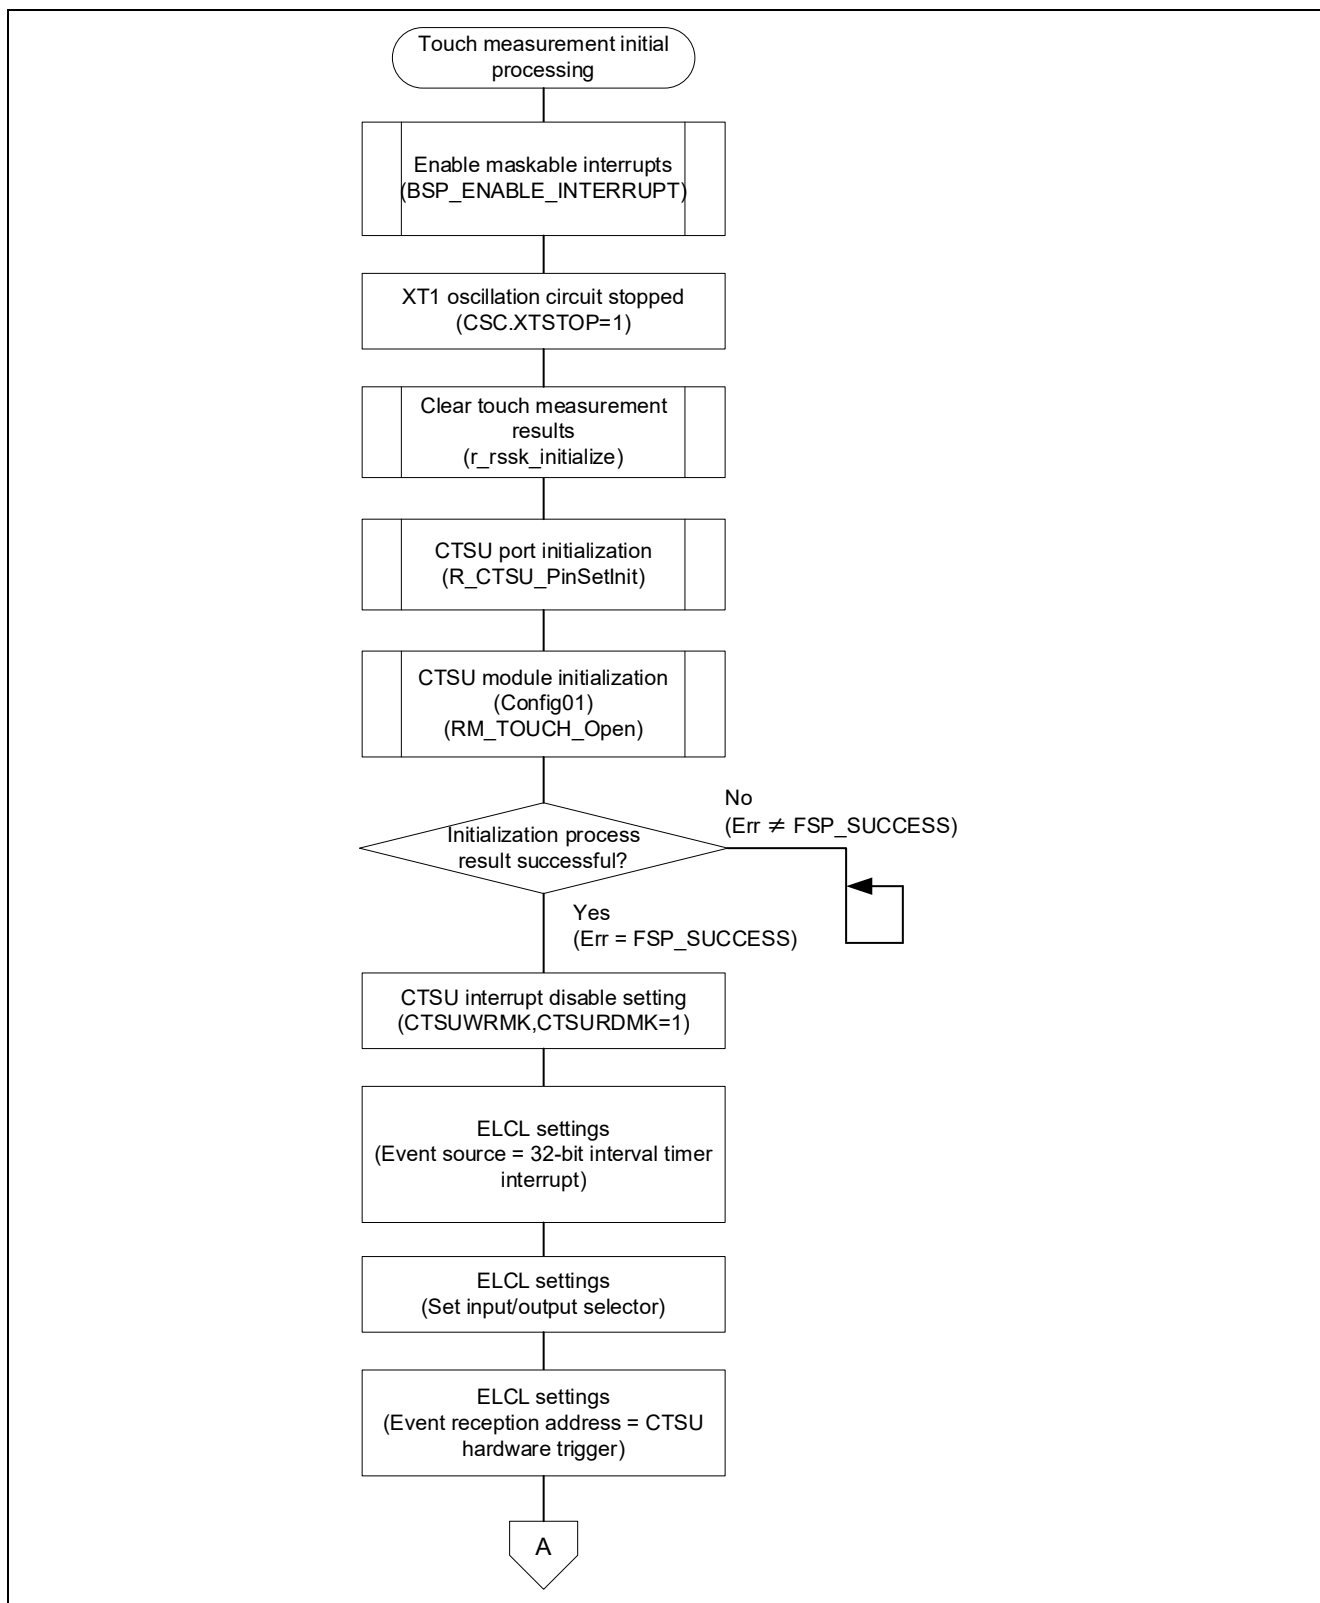 Touch measurement initial
processing
Enable maskable interrupts
(BSP_ENABLE_INTERRUPT)
XT1 oscillation circuit stopped
(CSC.XTSTOP=1)
Clear touch measurement
results
(r_rssk_initialize)
CTSU port initialization
(R_CTSU_PinSetInit)
CTSU module initialization
(Config01)
(RM_TOUCH_Open)
Initialization process
result successful?
No
(Err ≠ FSP_SUCCESS)
Yes
(Err = FSP_SUCCESS)
CTSU interrupt disable setting
(CTSUWRMK,CTSURDMK=1)
ELCL settings
(Event source = 32-bit interval timer
interrupt)
ELCL settings
(Set input/output selector)
ELCL settings
(Event reception address = CTSU
hardware trigger)
A